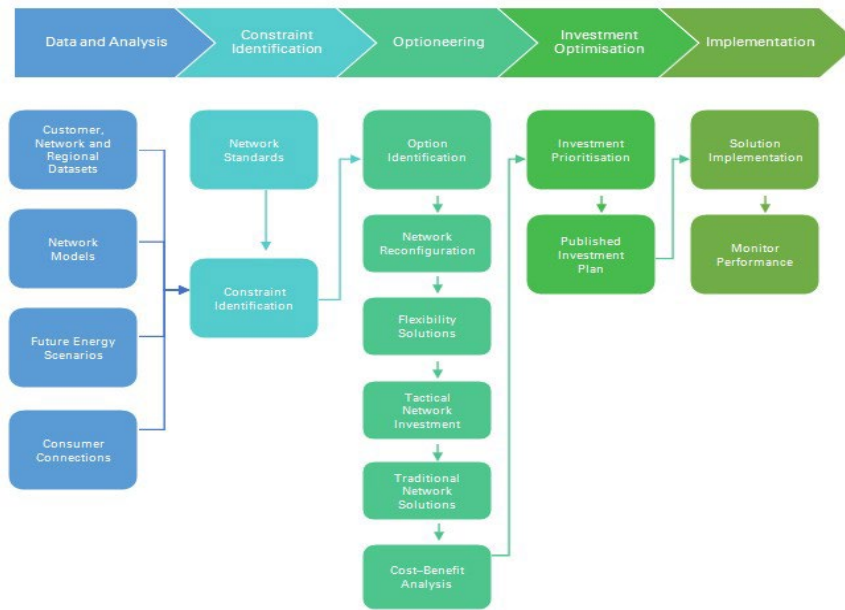 Data and Analysis
Constraint
Identification
Optioneering
Investment
Optimisation
Implementation
Customer,
Network and
Regional
Datasets
Network
Models
Future Energy
Scenarios
Consumer
Connections
Network
Standards
Constraint
Identification
Option
Identification
Network
Reconfiguration
Flexibility
Solutions
Tactical
Network
Investment
Traditional
Network
Solutions
Cost–Benefit
Analysis
Investment
Prioritisation
Published
Investment
Plan
Solution
Implementation
Monitor
Performance